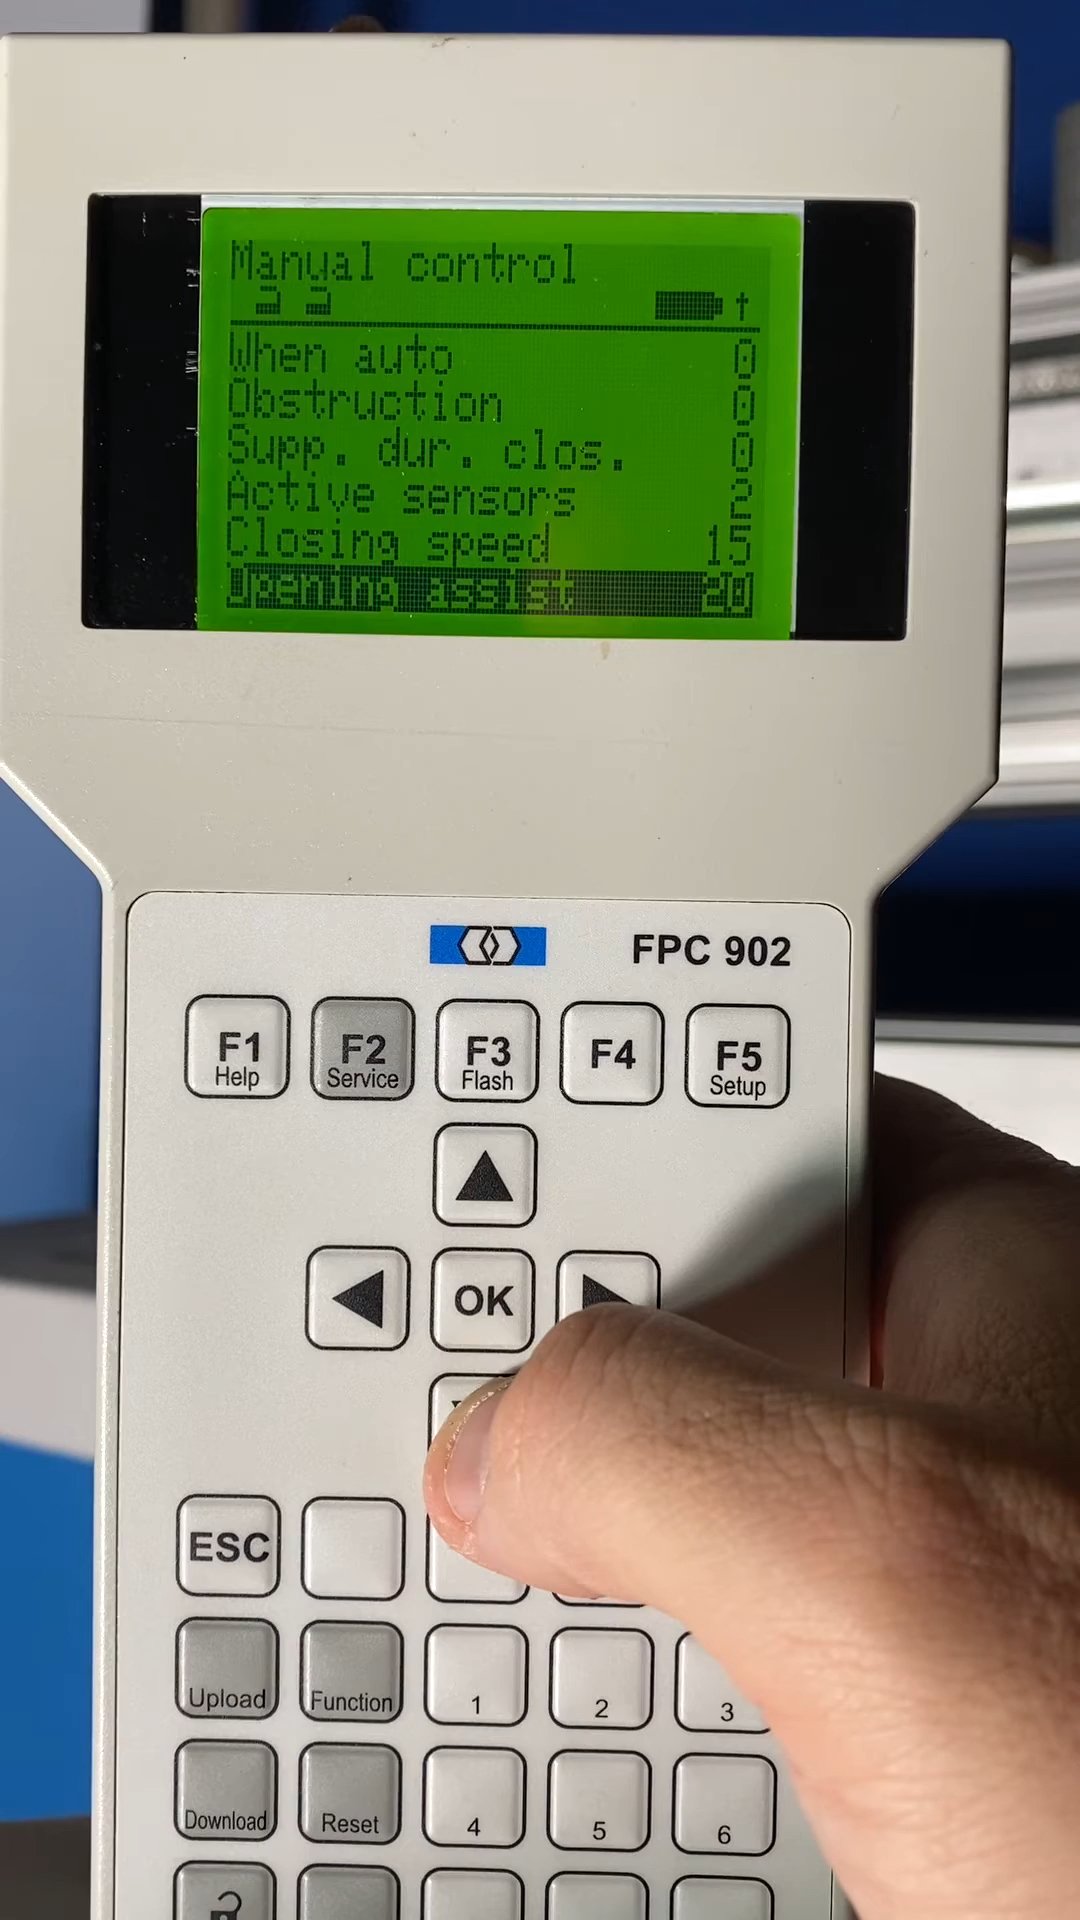 Manual control
When auto 0
Obstruction 0
Supp. dur. clos. 0
Active sensors 2
Closing speed 15
Opening assist 20
FPC 902
F1 Help
F2 Service
F3 Flash
F4
F5 Setup
OK
ESC
Upload
Function
1
2
3
Download
Reset
4
5
6